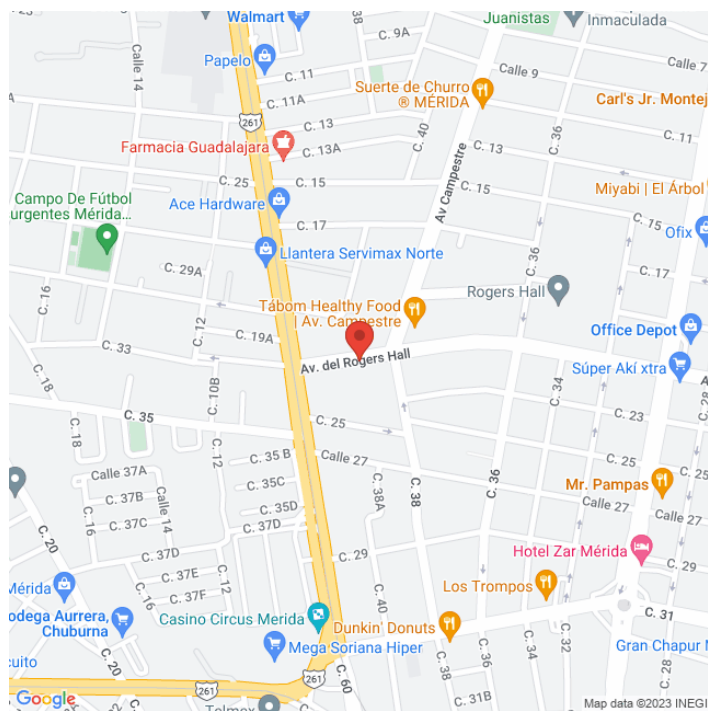 Walmart
Juanistas
Inmaculada
C. 9A
Papelo
Calle 14
C. 11
Calle 9
Calle 7
Suerte de Churro
® MÉRIDA
C. 11A
Carl's Jr. Montej
C. 40
C. 36
261
C. 13
C. 11
Farmacia Guadalajara
C. 13A
C. 13
C. 25
C. 15
C. 15
Miyabi | El Árbol
Campo De Fútbol
urgentes Mérida...
Ace Hardware
Av Campestre
C. 17
C. 15
Ofix
Llantera Servimax Norte
C. 36
C. 29A
C. 17
C. 16
Rogers Hall
Tábom Healthy Food
| Av. Campestre
C. 12
C. 19A
Office Depot
C. 33
Av. del Rogers Hall
Súper Akí xtra
A
C. 18
C. 10B
C. 34
C. 28
C. 35
C. 25
C. 23
C. 18
C. 12
C. 35 B
Calle 27
C. 25
C. 25
Calle 37A
C. 35C
C. 38A
C. 36
C. 37B
Calle 14
C. 38
Mr. Pampas
C. 16
C. 35D
C. 37C
C. 37D
Calle 27
Calle 27
C. 20
C. 37D
C. 29
Hotel Zar Mérida
C. 29
C. 37E
C. 12
Mérida
C. 37F
C. 40
Los Trompos
C. 31
odega Aurrera,
Chuburna
Casino Circus Merida
Dunkin' Donuts
C. 32
Mega Soriana Hiper
Gran Chapur M
C. 20
C. 38
C. 36
C. 34
C. 28
cuito
261
261
C. 60
C. 31B
Telmex
Google
Map data ©2023 INEGI